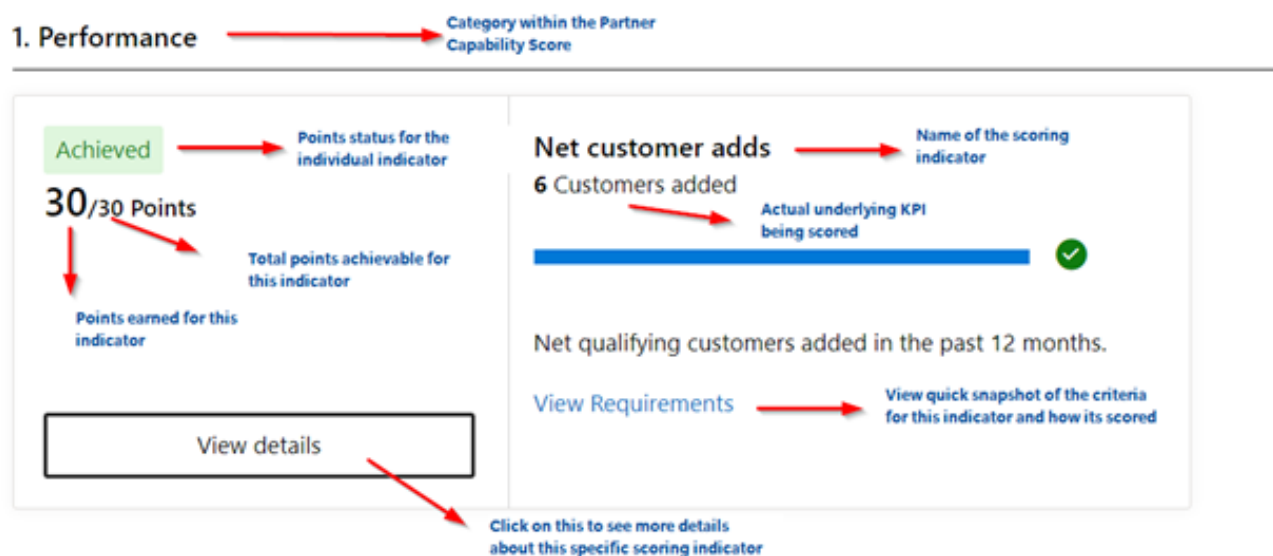 1. Performance
Category within the Partner
Capability Score
Achieved
Points status for the
individual indicator
30/30 Points
Total points achievable for
this indicator
Points earned for this
indicator
View details
Click on this to see more details
about this specific scoring indicator
Net customer adds
Name of the scoring
indicator
6 Customers added
Actual underlying KPI
being scored
Net qualifying customers added in the past 12 months.
View Requirements
View quick snapshot of the criteria
for this indicator and how its scored